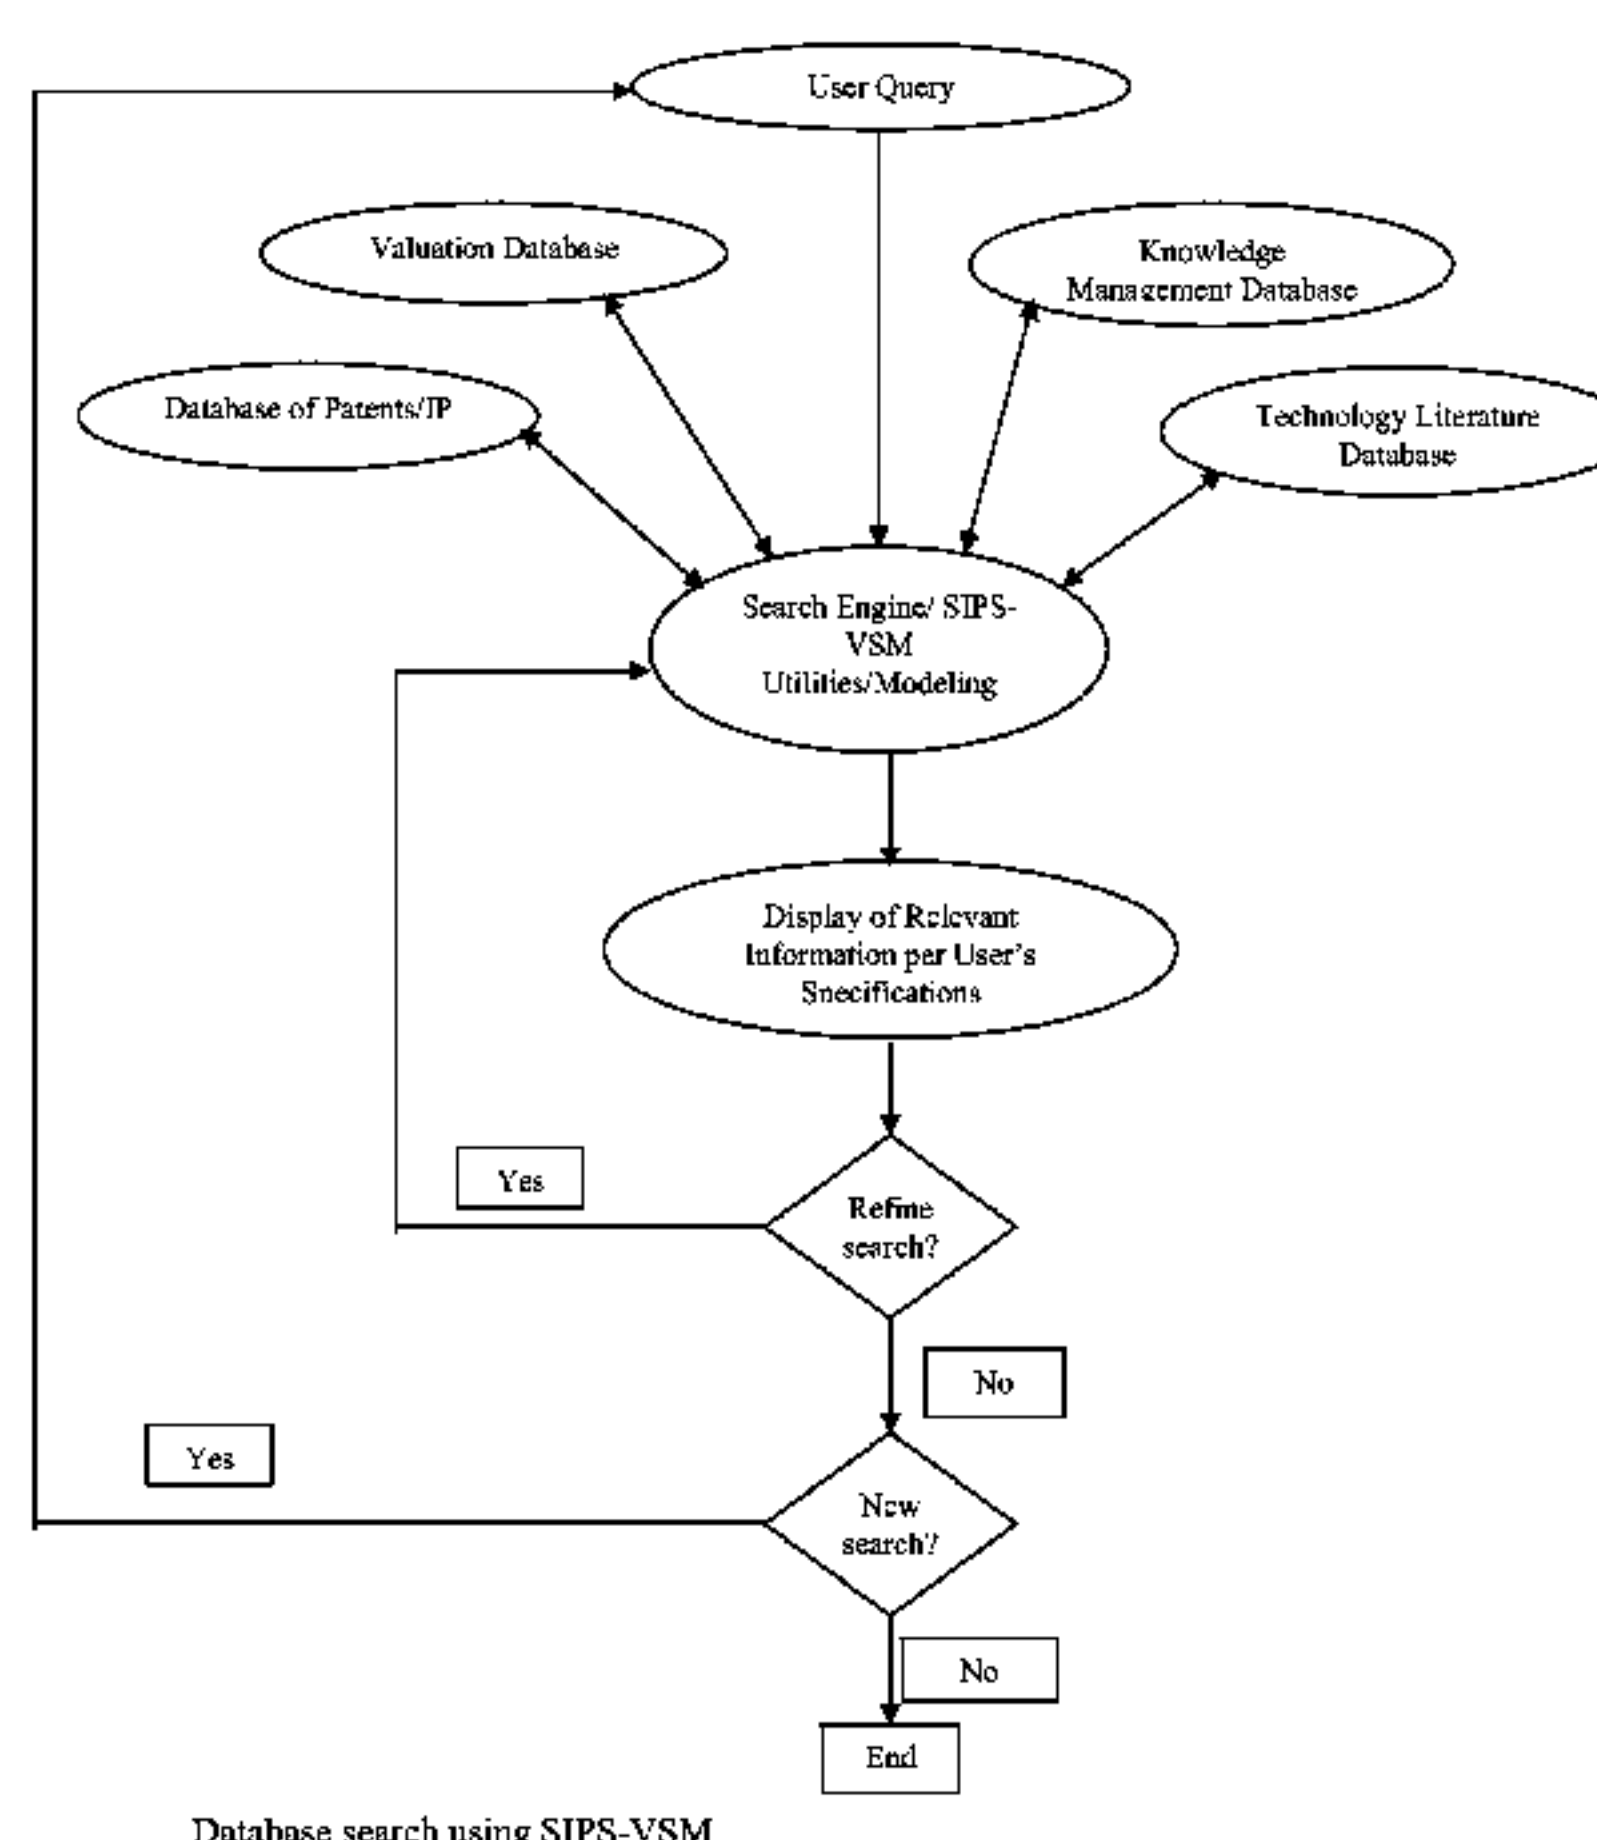 User Query
Valuation Database
Knowledge
Management Database
Database of Patents/IP
Technology Literature
Database
Search Engine/ SIPS-
VSM
Utilities/Modeling
Display of Relevant
Information per User's
Specifications
Yes
Refine
search?
No
Yes
New
search?
No
End
Database search using SIPS-VSM